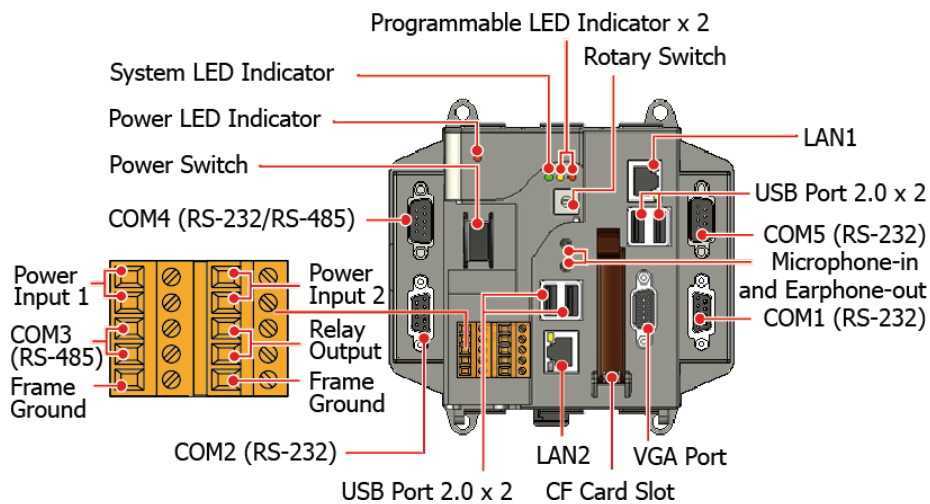 Programmable LED Indicator x 2
Rotary Switch
System LED Indicator
Power LED Indicator
LAN1
Power Switch
USB Port 2.0 x 2
COM4 (RS-232/RS-485)
COM5 (RS-232)
Microphone-in
and Earphone-out
COM1 (RS-232)
Power
Input 1
Power
Input 2
COM3
(RS-485)
Relay
Output
Frame
Ground
Frame
Ground
COM2 (RS-232)
LAN2
VGA Port
USB Port 2.0 x 2
CF Card Slot